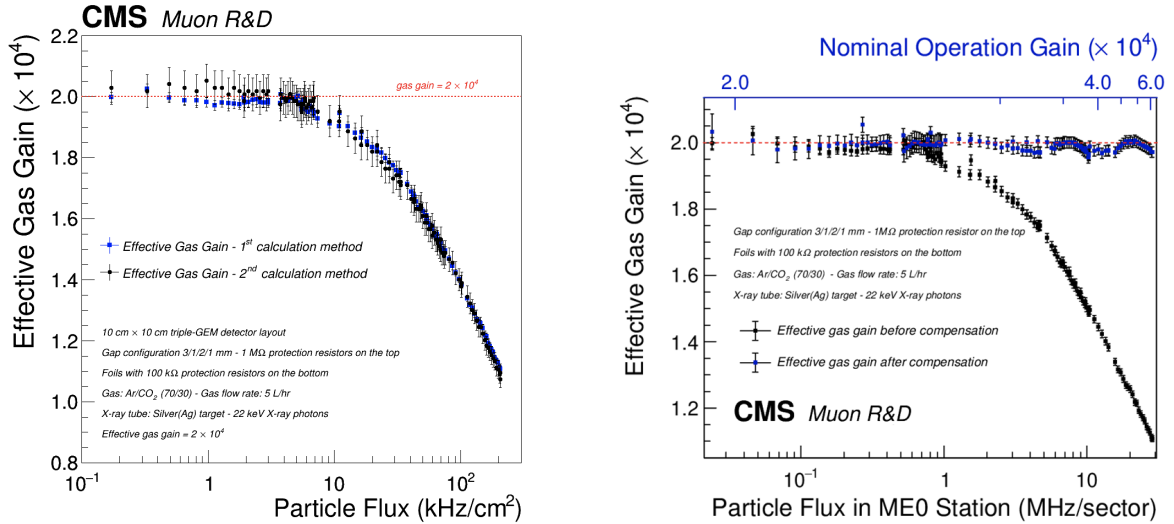 CMS Muon R&D
Effective Gas Gain (× 10⁴)
2.2
2.0
1.8
1.6
1.4
1.2
1.0
0.8
gas gain = 2 × 10⁴
Effective Gas Gain - 1ˢᵗ calculation method
Effective Gas Gain - 2ⁿᵈ calculation method
10 cm × 10 cm triple-GEM detector layout
Gap configuration 3/1/2/1 mm - 1 MΩ protection resistors on the top
Foils with 100 kΩ protection resistors on the bottom
Gas: Ar/CO₂ (70/30) - Gas flow rate: 5 L/hr
X-ray tube: Silver(Ag) target - 22 keV X-ray photons
Effective gas gain = 2 × 10⁴
10⁻¹ 1 10 10²
Particle Flux (kHz/cm²)
Nominal Operation Gain (× 10⁴)
2.0 4.0 6.0
Effective Gain (× 10⁴)
2.0
1.8
1.6
1.4
1.2
Gap configuration 3/1/2/1 mm - 1MΩ protection resistor on the top
Foils with 100 kΩ protection resistors on the bottom
Gas: Ar/CO₂ (70/30) - Gas flow rate: 5 L/hr
X-ray tube: Silver(Ag) target - 22 keV X-ray photons
Effective gas gain before compensation
Effective gas gain after compensation
CMS Muon R&D
10⁻¹ 1 10
Particle Flux in ME0 Station (MHz/sector)